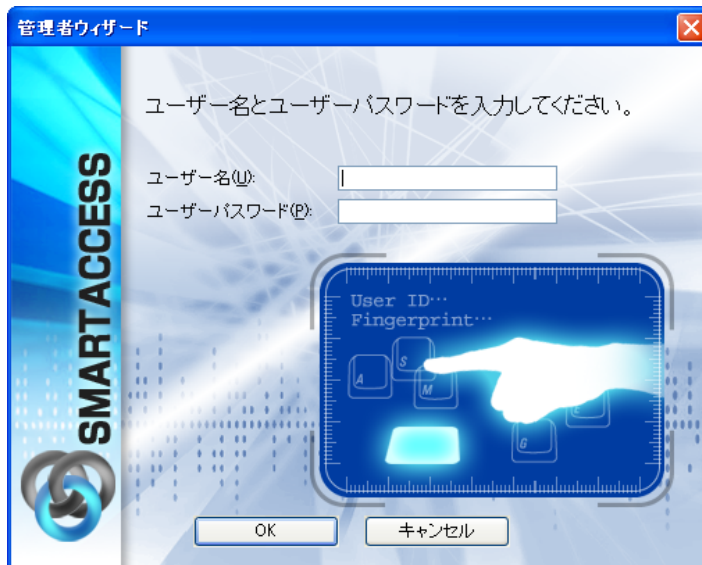 管理者ウィザード
ユーザー名とユーザーパスワードを入力してください。
ユーザー名(U):
ユーザーパスワード(P):
SMARTACCESS
User ID…
Fingerprint…
S
A
M
G
OK
キャンセル